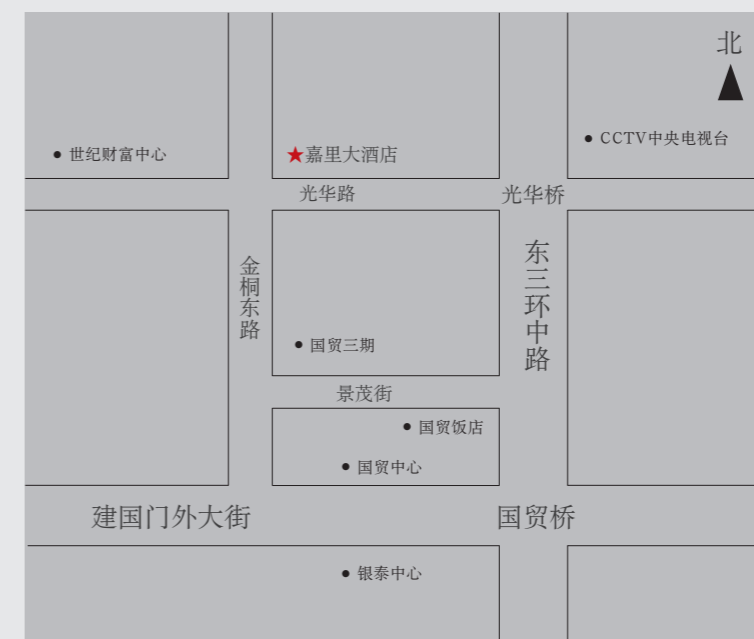 北
● CCTV中央电视台
● 世纪财富中心
★嘉里大酒店
光华路
光华桥
金桐东路
东三环中路
● 国贸三期
景茂街
● 国贸饭店
● 国贸中心
建国门外大街
国贸桥
● 银泰中心